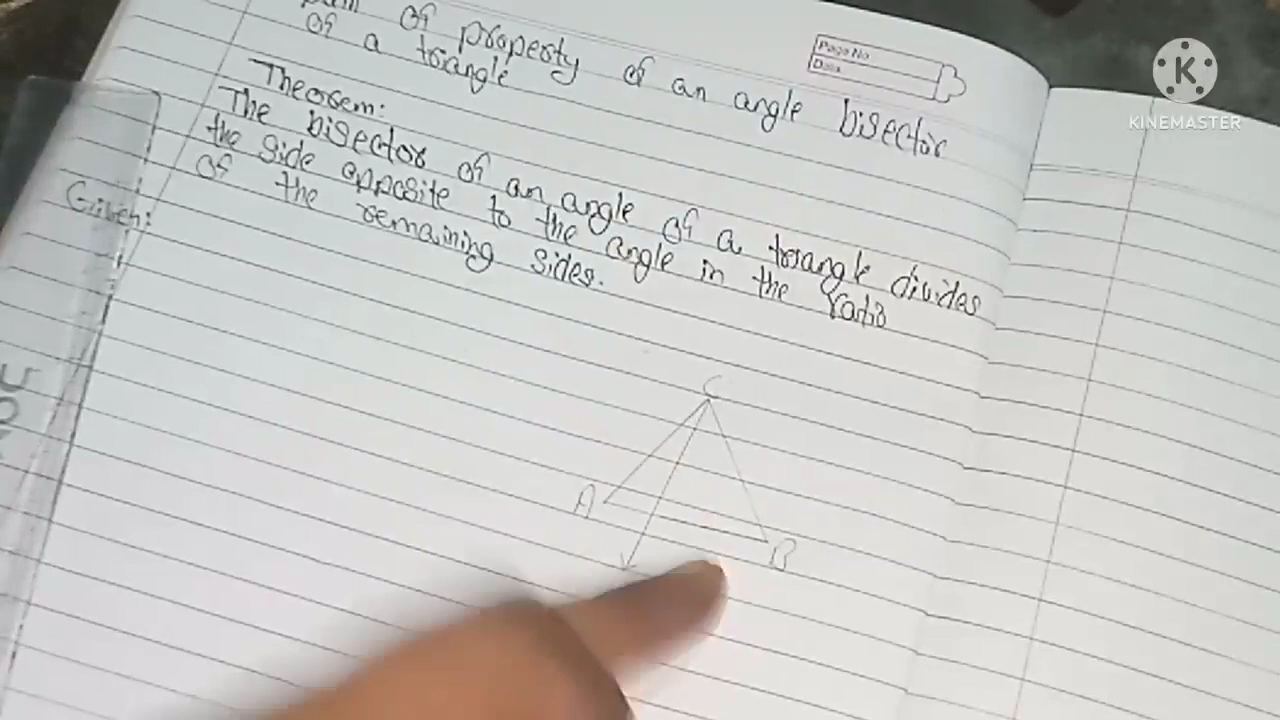 of property of an angle bisector
of a triangle
Theorem:
The bisector of an angle of a triangle divides
the side opposite to the angle in the ratio
of the remaining sides.
Given:
C
A
B
Page No
Date
K
KINEMASTER